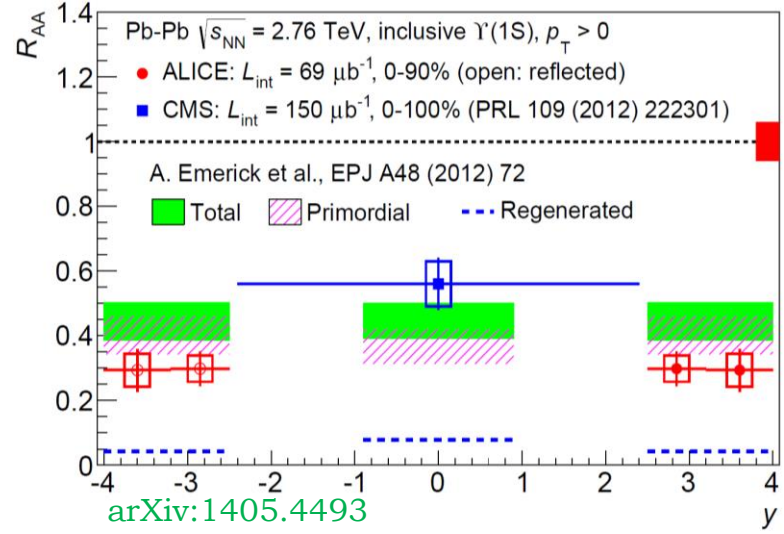 R_AA
1.4
Pb-Pb √s_NN = 2.76 TeV, inclusive ϒ(1S), p_T > 0
1.2
ALICE: L_int = 69 μb⁻¹, 0-90% (open: reflected)
CMS: L_int = 150 μb⁻¹, 0-100% (PRL 109 (2012) 222301)
1
A. Emerick et al., EPJ A48 (2012) 72
0.8
Total Primordial Regenerated
0.6
0.4
0.2
0
-4 -3 -2 -1 0 1 2 3 4
arXiv:1405.4493
y